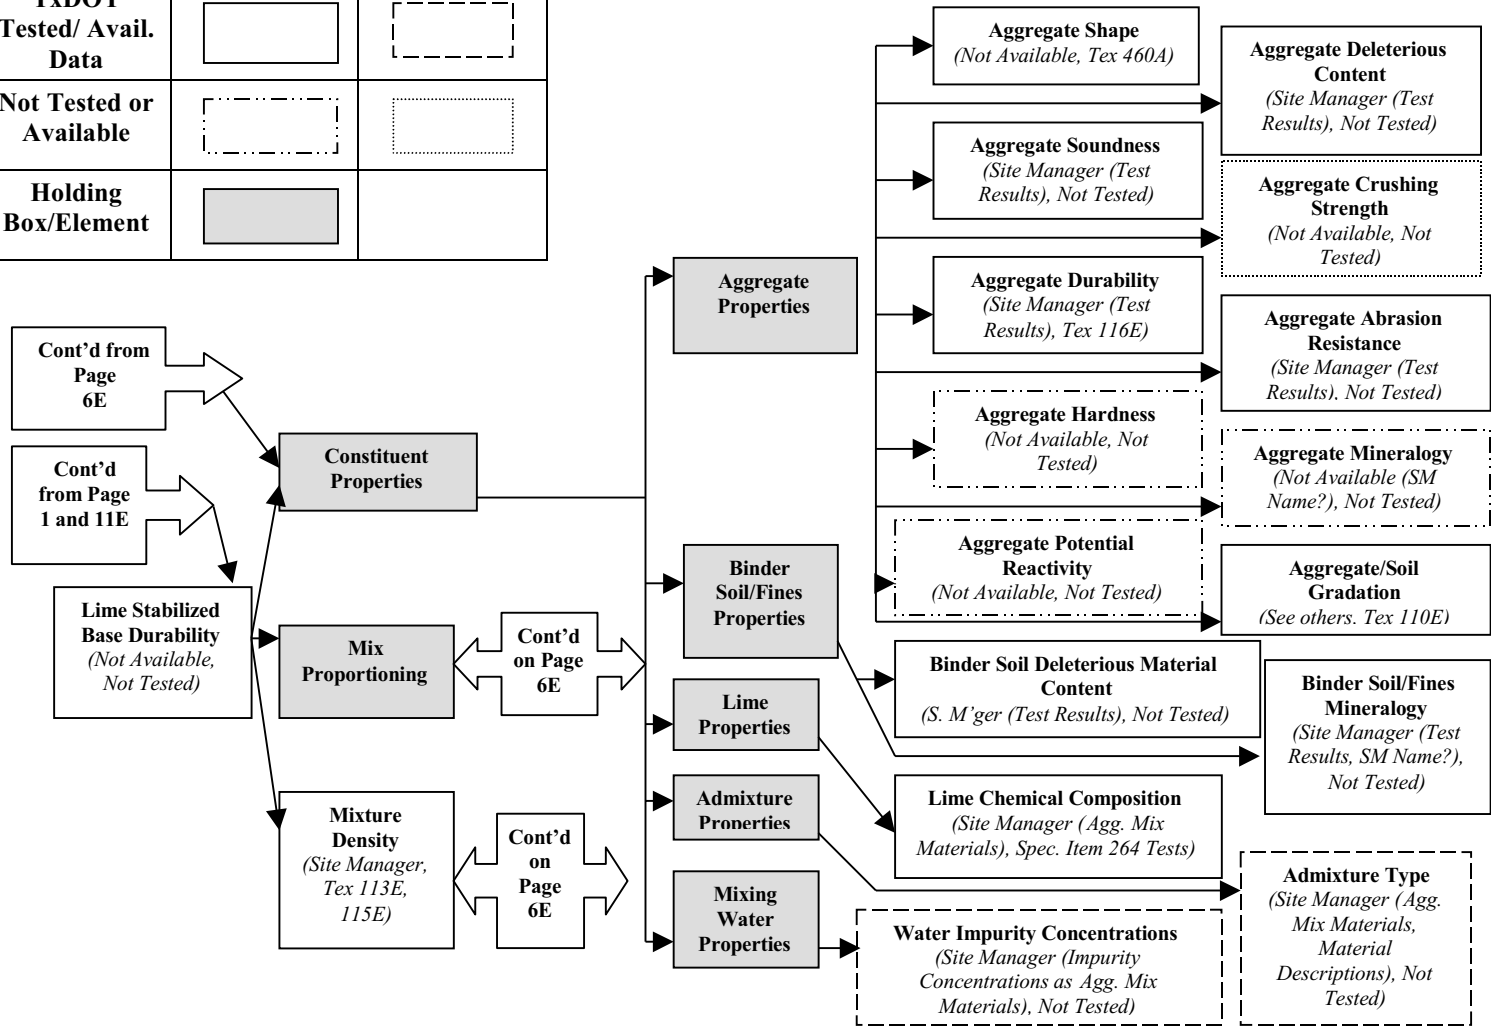 TxDOT
Tested/ Avail.
Data
Not Tested or
Available
Holding
Box/Element
Cont’d from
Page
6E
Cont’d
from Page
1 and 11E
Lime Stabilized
Base Durability
(Not Available,
Not Tested)
Constituent
Properties
Mix
Proportioning
Cont’d
on Page
6E
Mixture
Density
(Site Manager,
Tex 113E,
115E)
Cont’d
on
Page
6E
Aggregate
Properties
Binder
Soil/Fines
Properties
Lime
Properties
Admixture
Properties
Mixing
Water
Properties
Aggregate Shape
(Not Available, Tex 460A)
Aggregate Deleterious
Content
(Site Manager (Test
Results), Not Tested)
Aggregate Soundness
(Site Manager (Test
Results), Not Tested)
Aggregate Crushing
Strength
(Not Available, Not
Tested)
Aggregate Durability
(Site Manager (Test
Results), Tex 116E)
Aggregate Abrasion
Resistance
(Site Manager (Test
Results), Not Tested)
Aggregate Hardness
(Not Available, Not
Tested)
Aggregate Mineralogy
(Not Available (SM
Name?), Not Tested)
Aggregate Potential
Reactivity
(Not Available, Not Tested)
Aggregate/Soil
Gradation
(See others. Tex 110E)
Binder Soil Deleterious Material
Content
(S. M’ger (Test Results), Not Tested)
Binder Soil/Fines
Mineralogy
(Site Manager (Test
Results, SM Name?),
Not Tested)
Lime Chemical Composition
(Site Manager (Agg. Mix
Materials), Spec. Item 264 Tests)
Admixture Type
(Site Manager (Agg.
Mix Materials,
Material
Descriptions), Not
Tested)
Water Impurity Concentrations
(Site Manager (Impurity
Concentrations as Agg. Mix
Materials), Not Tested)